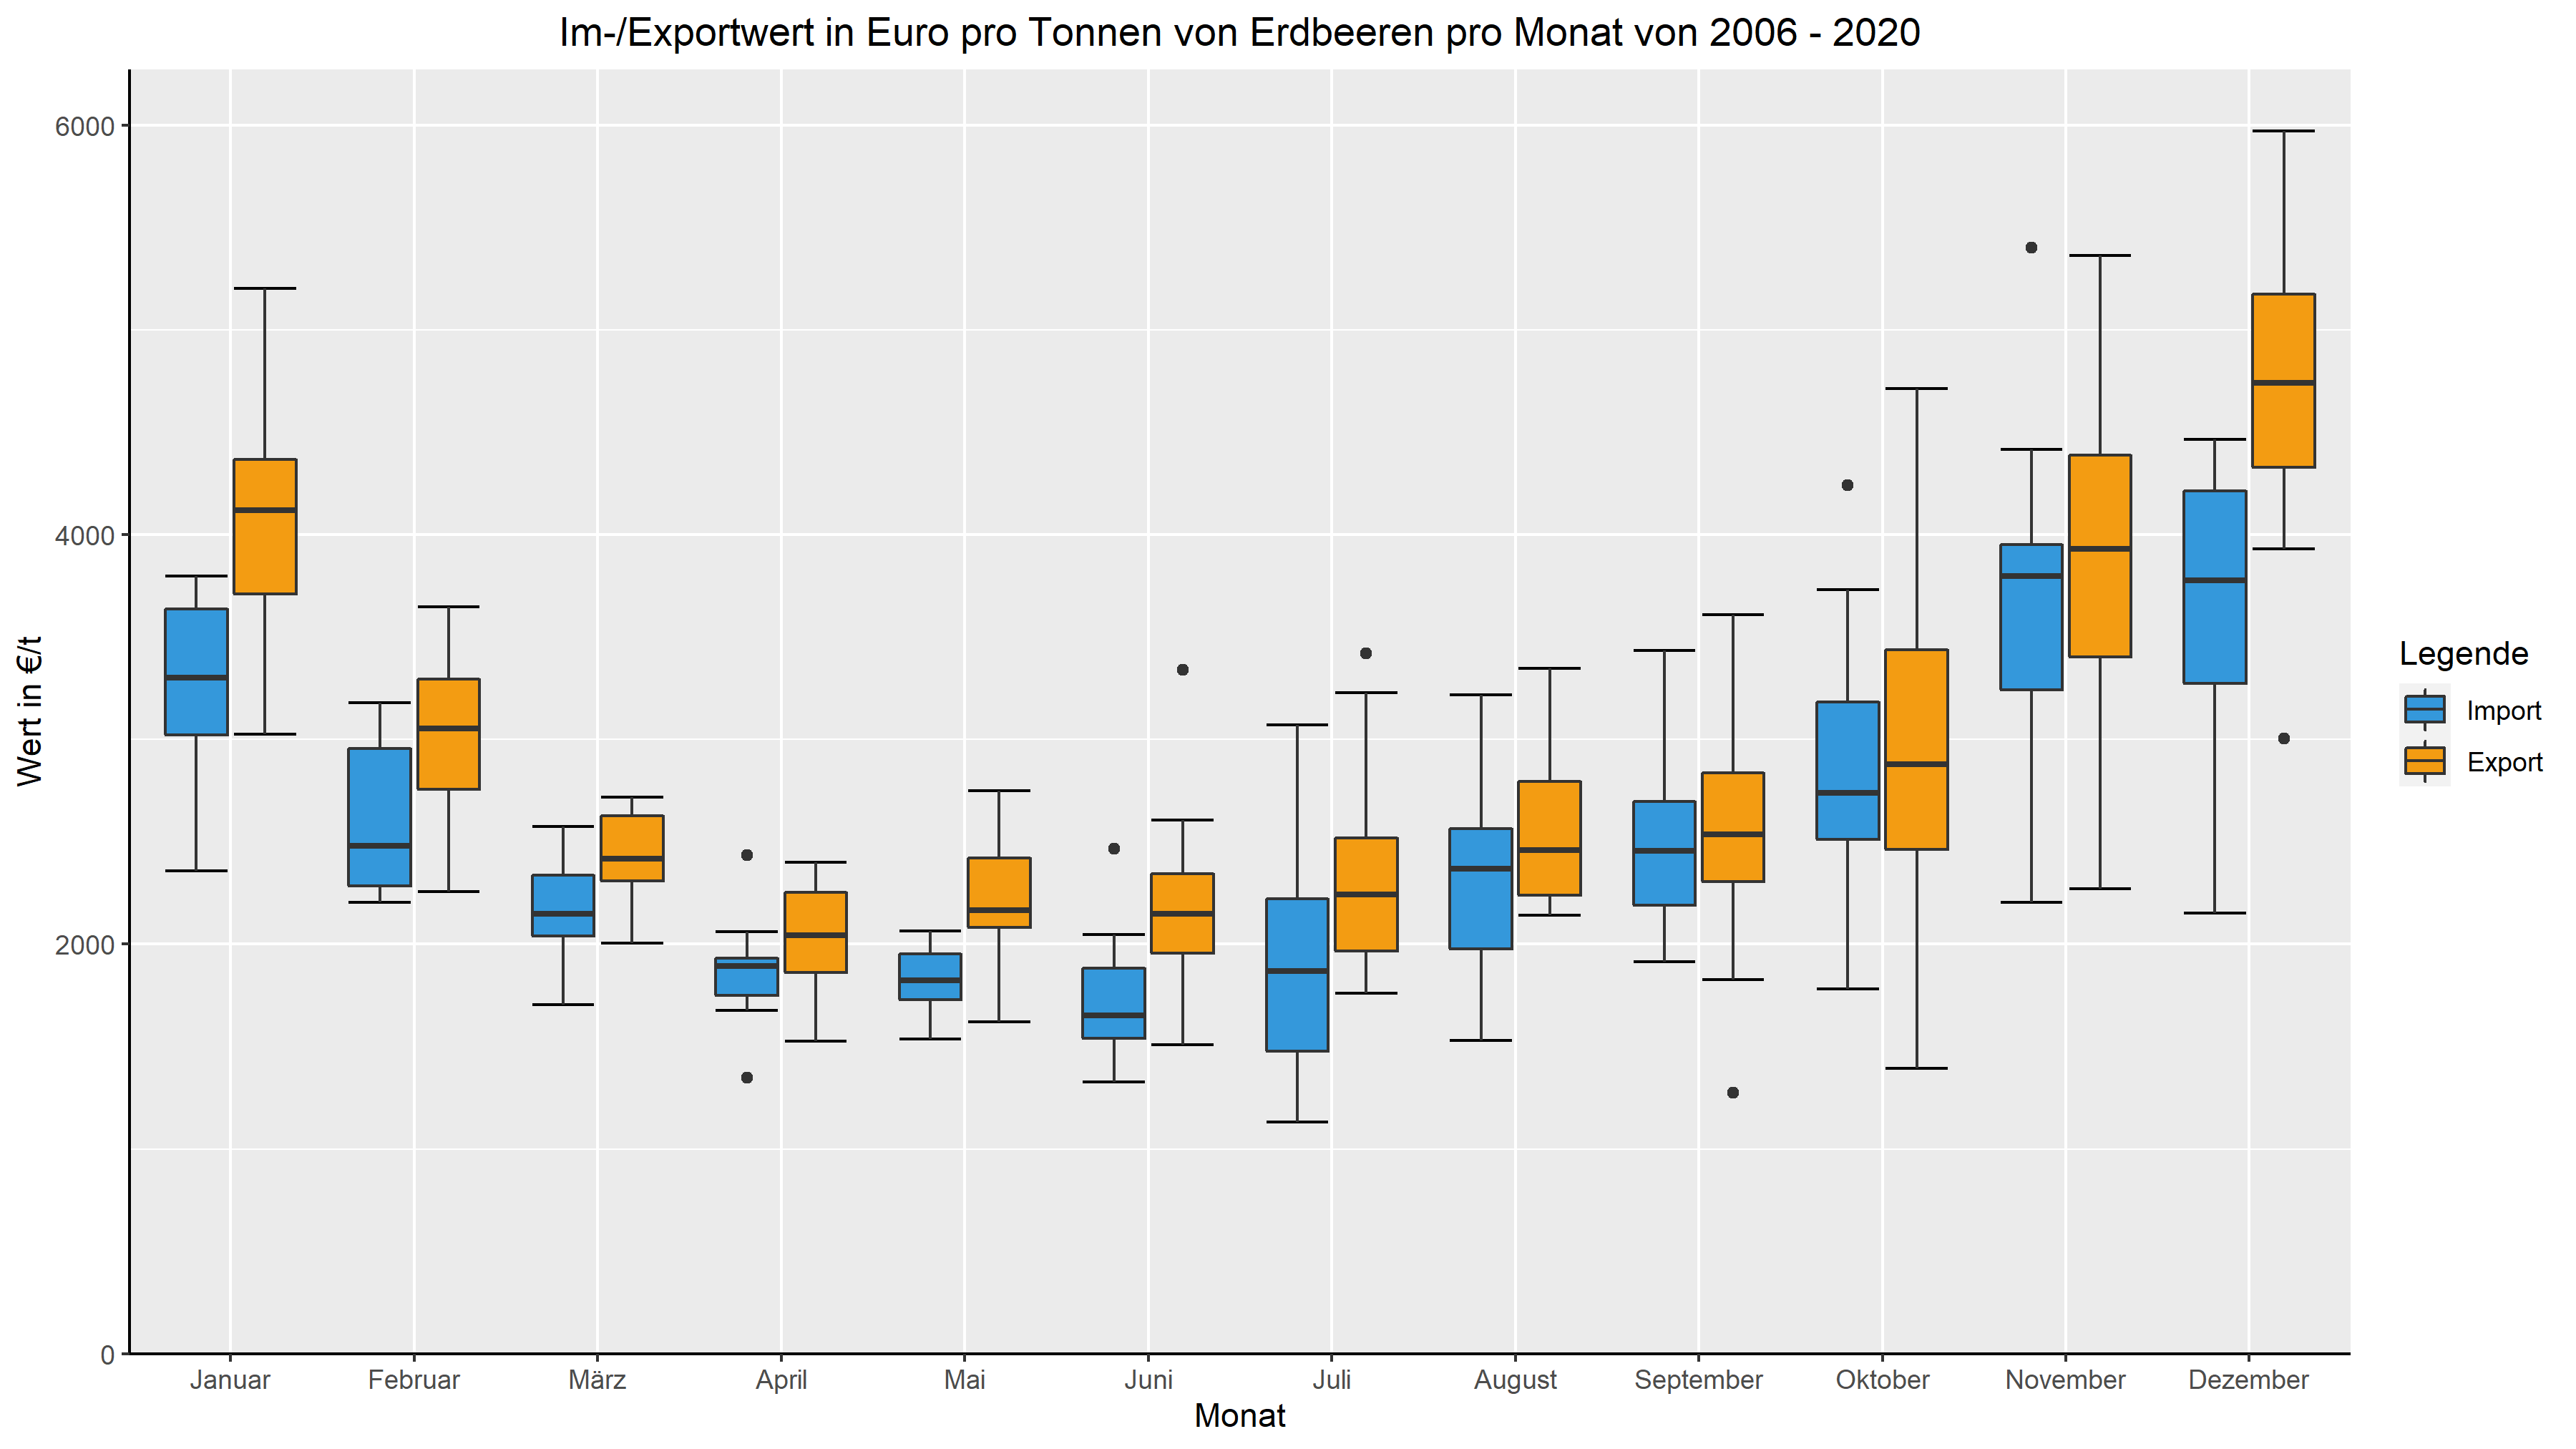 Im-/Exportwert in Euro pro Tonnen von Erdbeeren pro Monat von 2006 - 2020
Wert in €/t
6000
4000
2000
0
Januar Februar März April Mai Juni Juli August September Oktober November Dezember
Monat
Legende
Import
Export